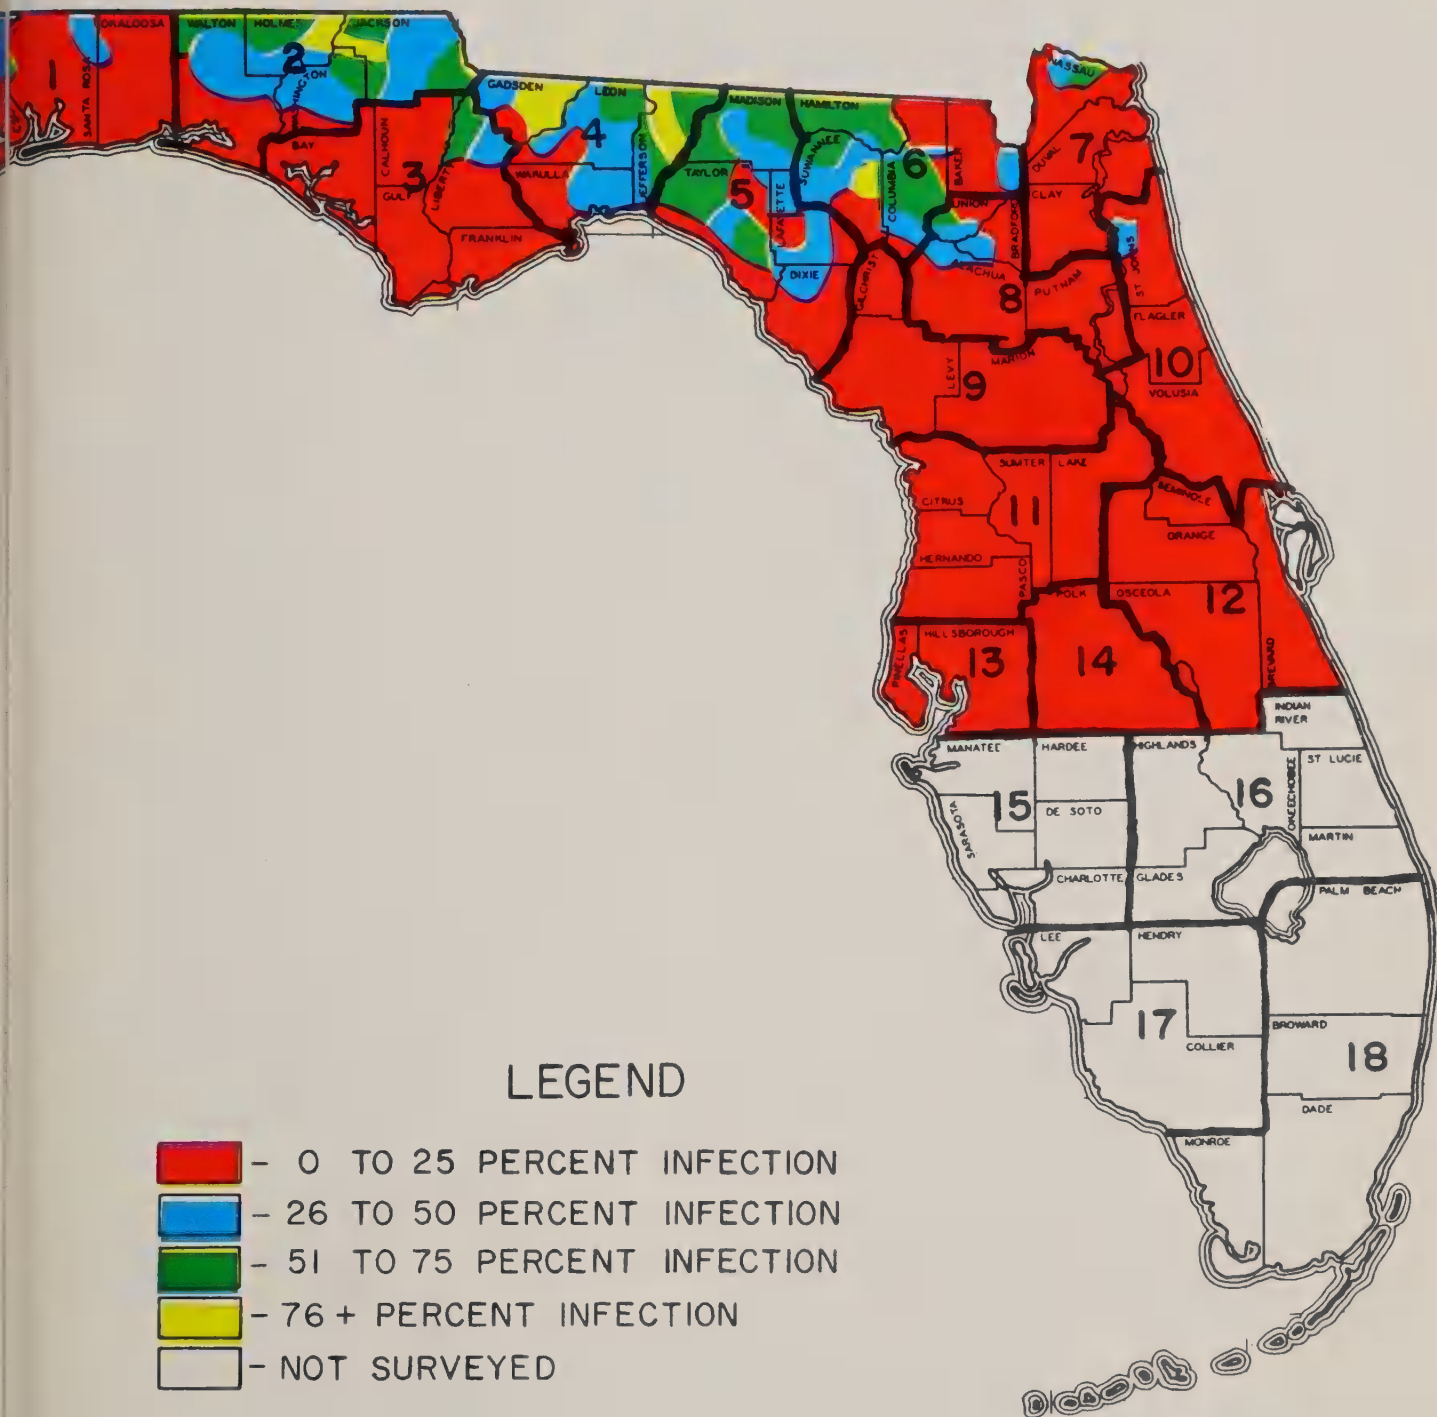 OKALOOSA
WALTON
HOLMES
JACKSON
1
2
SANTA ROSA
WASHINGTON
BAY
CALHOUN
GULF
3
LIBERTY
FRANKLIN
GADSDEN
LEON
4
WAKULLA
JEFFERSON
MADISON
HAMILTON
TAYLOR
5
LAFAYETTE
SUWANNEE
DIXIE
6
COLUMBIA
BAKER
UNION
BRADFORD
NASSAU
7
DUVAL
CLAY
ST JOHNS
GILCHRIST
8
PUTNAM
FLAGLER
LEVY
MARION
9
10
VOLUSIA
SUMTER
LAKE
CITRUS
11
SEMINOLE
ORANGE
HERNANDO
PASCO
POLK
OSCEOLA
12
PINELLAS
HILLSBOROUGH
13
14
BREVARD
INDIAN
RIVER
MANATEE
HARDEE
HIGHLANDS
OKEECHOBEE
ST LUCIE
15
16
SARASOTA
DE SOTO
MARTIN
CHARLOTTE
GLADES
PALM BEACH
LEE
HENDRY
17
COLLIER
BROWARD
18
DADE
MONROE
LEGEND
- 0 TO 25 PERCENT INFECTION
- 26 TO 50 PERCENT INFECTION
- 51 TO 75 PERCENT INFECTION
- 76 + PERCENT INFECTION
- NOT SURVEYED